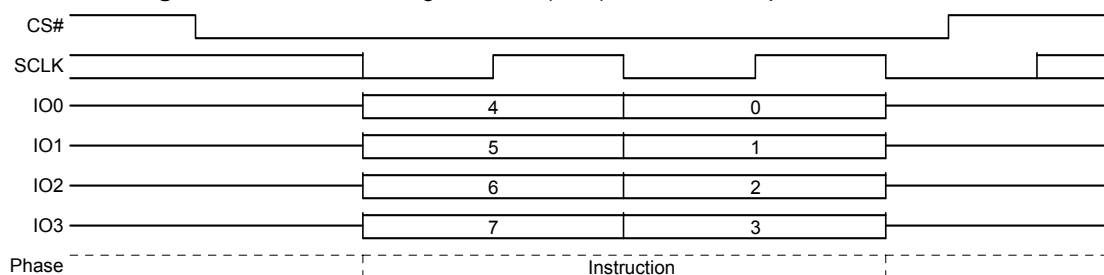 CS#
SCLK
IO0 4 0
IO1 5 1
IO2 6 2
IO3 7 3
Phase Instruction